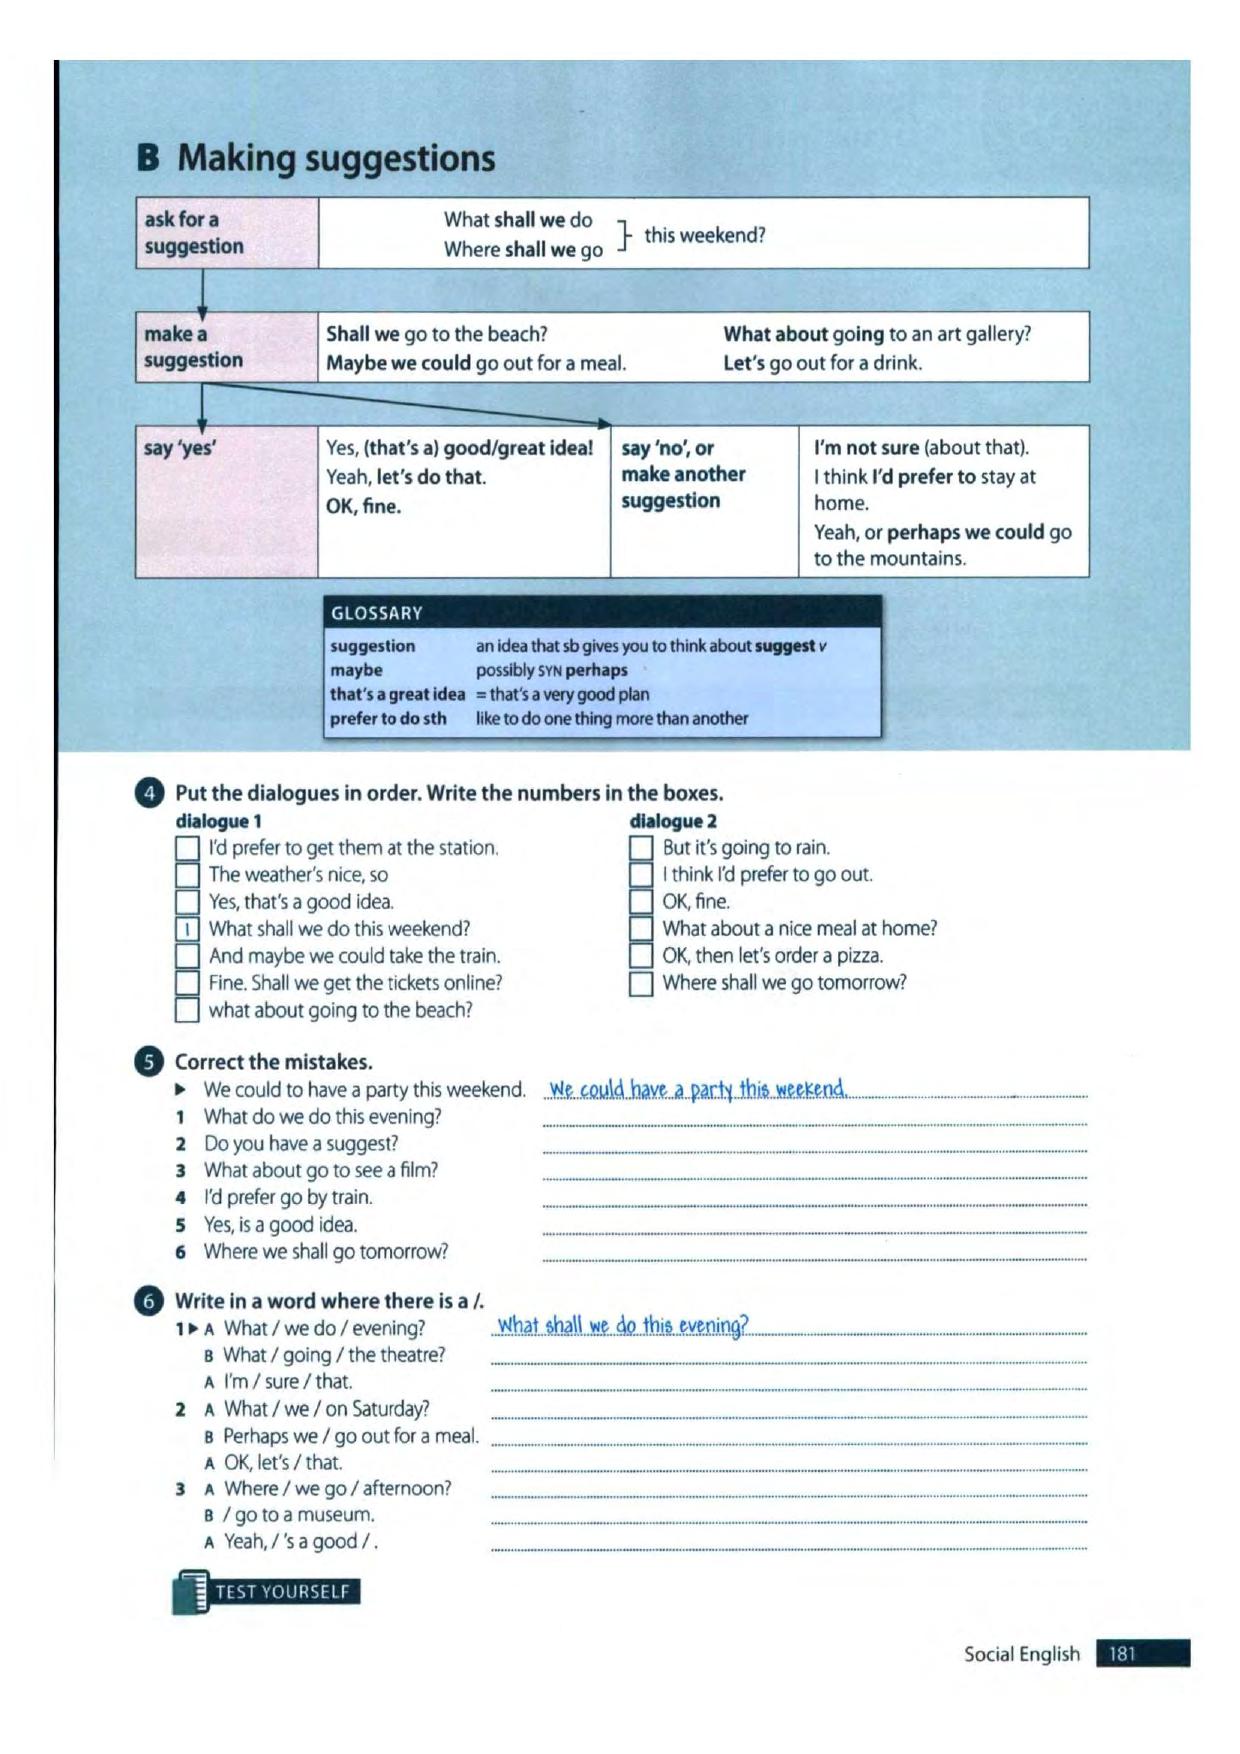 B Making suggestions
ask for a
suggestion
What shall we do
Where shall we go
} this weekend?
make a
suggestion
Shall we go to the beach?
Maybe we could go out for a meal.
What about going to an art gallery?
Let's go out for a drink.
say 'yes'
Yes, (that's a) good/great idea!
Yeah, let's do that.
OK, fine.
say 'no', or
make another
suggestion
I'm not sure (about that).
I think I'd prefer to stay at
home.
Yeah, or perhaps we could go
to the mountains.
GLOSSARY
suggestion an idea that sb gives you to think about suggest v
maybe possibly SYN perhaps
that's a great idea = that's a very good plan
prefer to do sth like to do one thing more than another
4 Put the dialogues in order. Write the numbers in the boxes.
dialogue 1
I'd prefer to get them at the station.
The weather's nice, so
Yes, that's a good idea.
1 What shall we do this weekend?
And maybe we could take the train.
Fine. Shall we get the tickets online?
what about going to the beach?
dialogue 2
But it's going to rain.
I think I'd prefer to go out.
OK, fine.
What about a nice meal at home?
OK, then let's order a pizza.
Where shall we go tomorrow?
5 Correct the mistakes.
▶ We could to have a party this weekend. We could have a party this weekend.
1 What do we do this evening?
2 Do you have a suggest?
3 What about go to see a film?
4 I'd prefer go by train.
5 Yes, is a good idea.
6 Where we shall go tomorrow?
6 Write in a word where there is a /.
1 ▶ A What / we do / evening? What shall we do this evening?
B What / going / the theatre?
A I'm / sure / that.
2 A What / we / on Saturday?
B Perhaps we / go out for a meal.
A OK, let's / that.
3 A Where / we go / afternoon?
B / go to a museum.
A Yeah, / 's a good / .
TEST YOURSELF
Social English 181